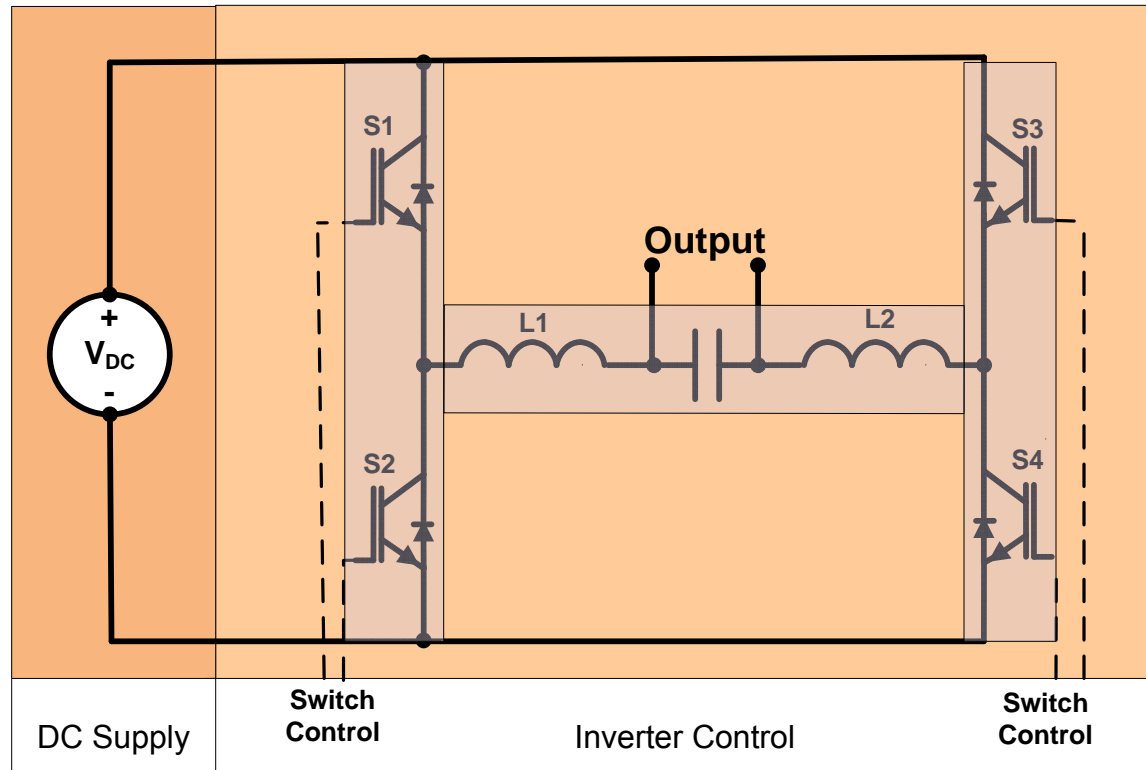 S1
S3
Output
L1
L2
+
VDC
-
S2
S4
Switch
Control
Switch
Control
DC Supply
Inverter Control